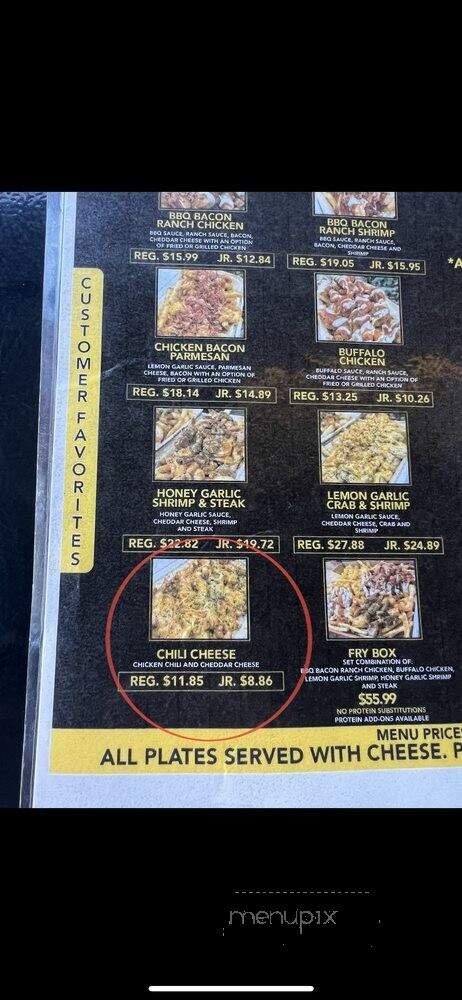 CUSTOMER FAVORITES
BBQ BACON
RANCH CHICKEN
BBQ SAUCE, RANCH SAUCE, BACON,
CHEDDAR CHEESE WITH AN OPTION
OF FRIED OR GRILLED CHICKEN
REG. $15.99 JR. $12.84
BBQ BACON
RANCH SHRIMP
BBQ SAUCE, RANCH SAUCE,
BACON, CHEDDAR CHEESE AND
SHRIMP
REG. $19.05 JR. $15.95
*A
CHICKEN BACON
PARMESAN
LEMON GARLIC SAUCE, PARMESAN
CHEESE, BACON WITH AN OPTION OF
FRIED OR GRILLED CHICKEN
REG. $18.14 JR. $14.89
BUFFALO
CHICKEN
BUFFALO SAUCE, RANCH SAUCE,
CHEDDAR CHEESE WITH AN OPTION OF
FRIED OR GRILLED CHICKEN
REG. $13.25 JR. $10.26
HONEY GARLIC
SHRIMP & STEAK
HONEY GARLIC SAUCE,
CHEDDAR CHEESE, SHRIMP
AND STEAK
REG. $22.82 JR. $19.72
LEMON GARLIC
CRAB & SHRIMP
LEMON GARLIC SAUCE,
CHEDDAR CHEESE, CRAB AND
SHRIMP
REG. $27.88 JR. $24.89
CHILI CHEESE
CHICKEN CHILI AND CHEDDAR CHEESE
REG. $11.85 JR. $8.86
FRY BOX
SET COMBINATION OF:
BBQ BACON RANCH CHICKEN, BUFFALO CHICKEN,
LEMON GARLIC SHRIMP, HONEY GARLIC SHRIMP
AND STEAK
$55.99
NO PROTEIN SUBSTITUTIONS
PROTEIN ADD-ONS AVAILABLE
MENU PRICES
ALL PLATES SERVED WITH CHEESE. P
menupix